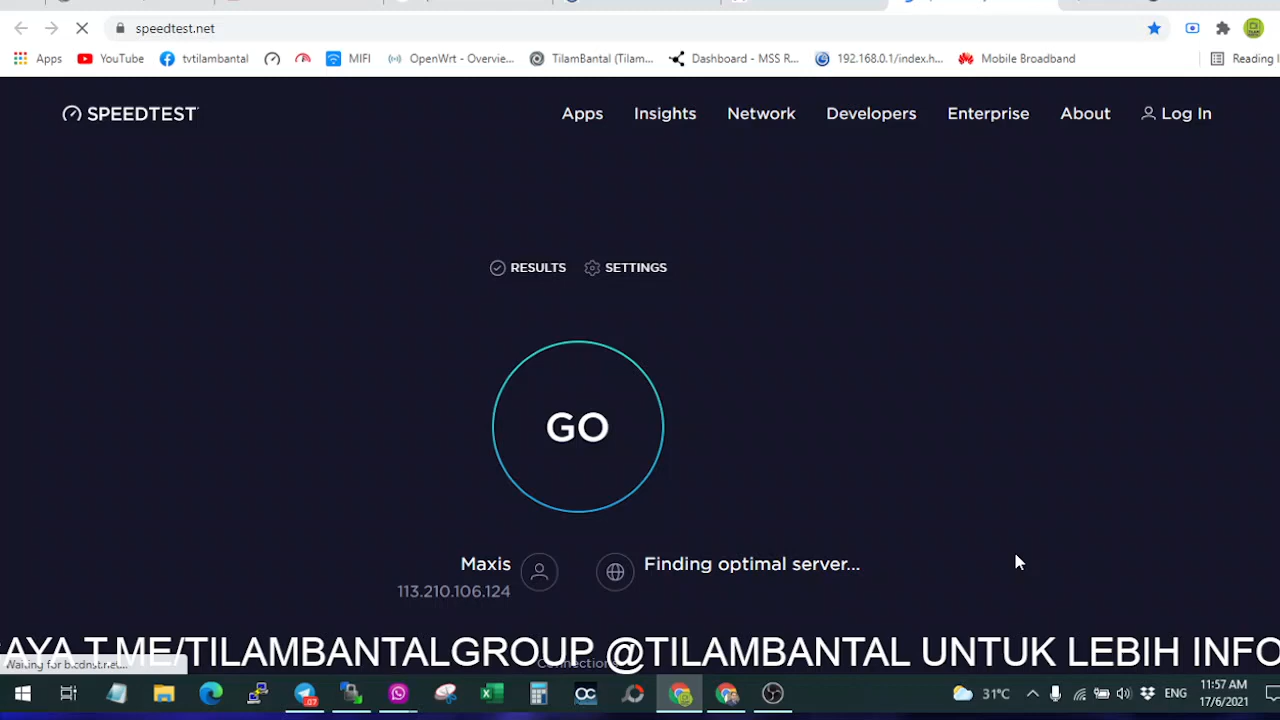 speedtest.net
Apps
YouTube
tvtilambantal
MIFI
OpenWrt - Overvie...
TilamBantal (Tilam...
Dashboard - MSS R...
192.168.0.1/index.h...
Mobile Broadband
Reading l
SPEEDTEST
Apps Insights Network Developers Enterprise About Log In
RESULTS SETTINGS
GO
Maxis
113.210.106.124
Finding optimal server...
AYA T.ME/TILAMBANTALGROUP @TILAMBANTAL UNTUK LEBIH INFO
Connections
31°C
ENG
11:57 AM
17/6/2021